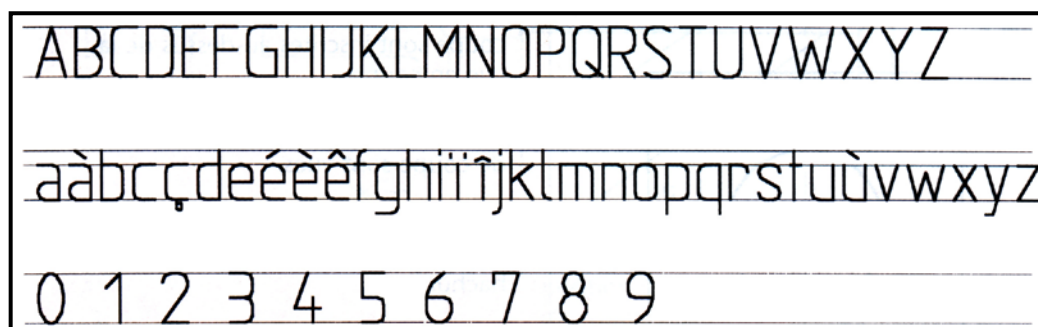 ABCDEFGHIJKLMNOPQRSTUVWXYZ
aàbcçdeéèêfghiïîjklmnopqrstuùvwxyz
0 1 2 3 4 5 6 7 8 9